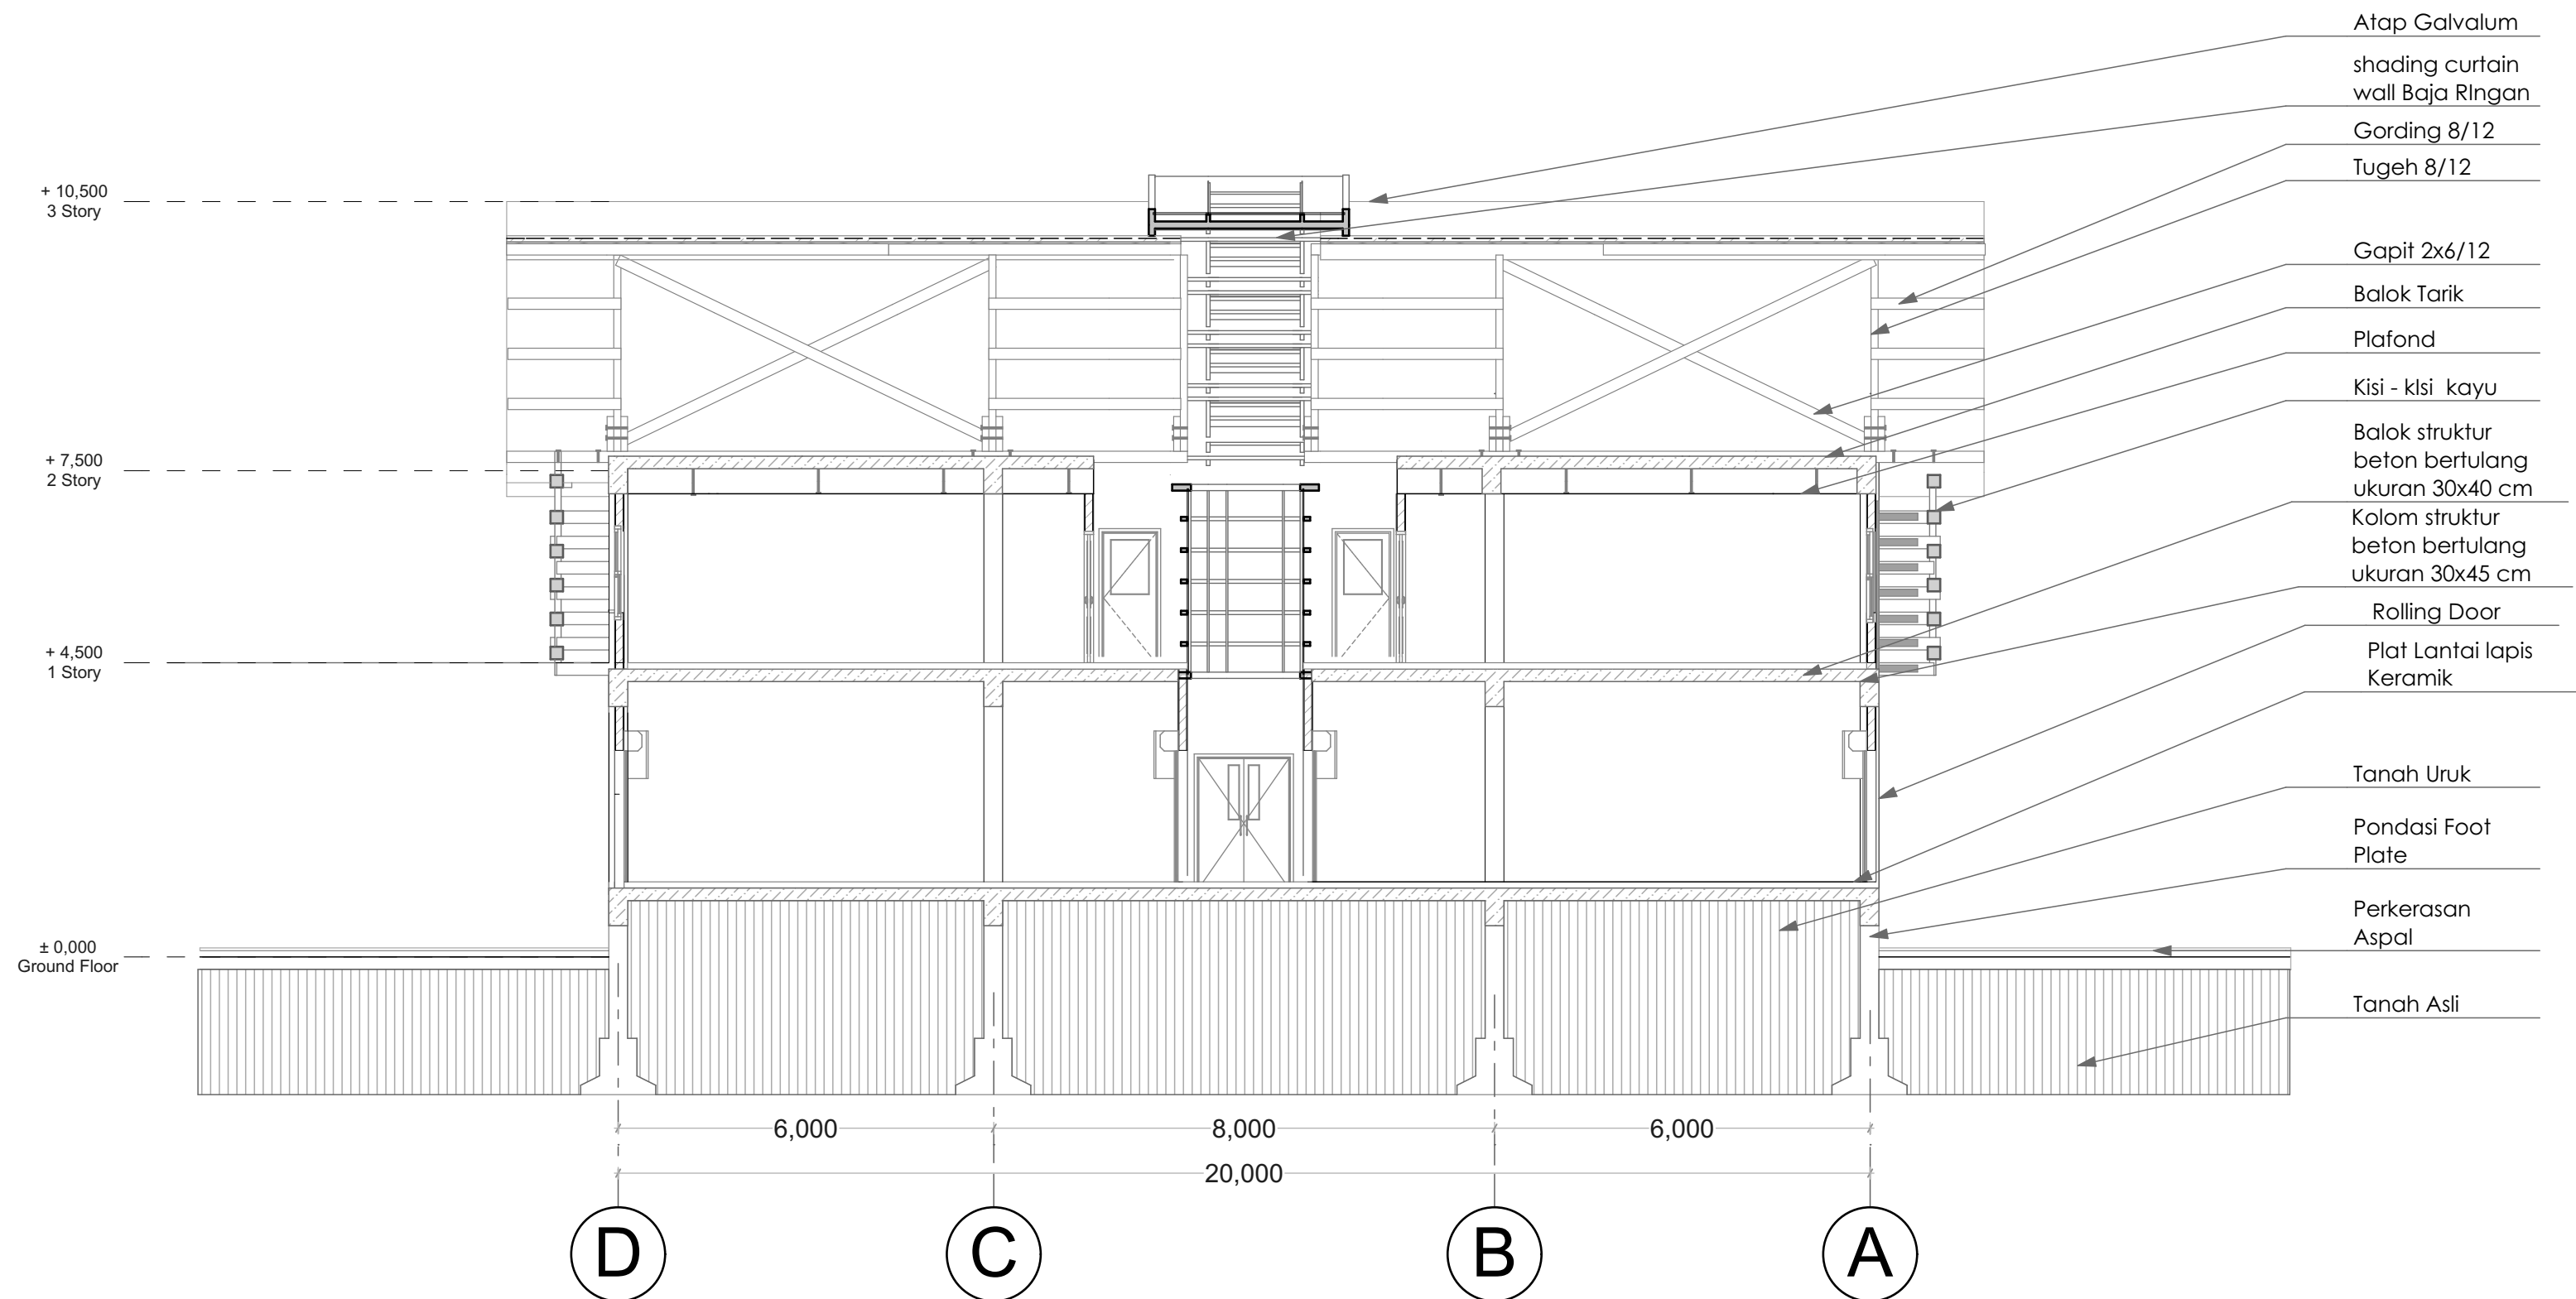 Atap Galvalum
shading curtain
wall Baja RIngan
Gording 8/12
Tugeh 8/12
Gapit 2x6/12
Balok Tarik
Plafond
Kisi - kIsi kayu
Balok struktur
beton bertulang
ukuran 30x40 cm
Kolom struktur
beton bertulang
ukuran 30x45 cm
Rolling Door
Plat Lantai lapis
Keramik
Tanah Uruk
Pondasi Foot
Plate
Perkerasan
Aspal
Tanah Asli
+ 10,500
3 Story
+ 7,500
2 Story
+ 4,500
1 Story
± 0,000
Ground Floor
6,000
8,000
6,000
20,000
D
C
B
A